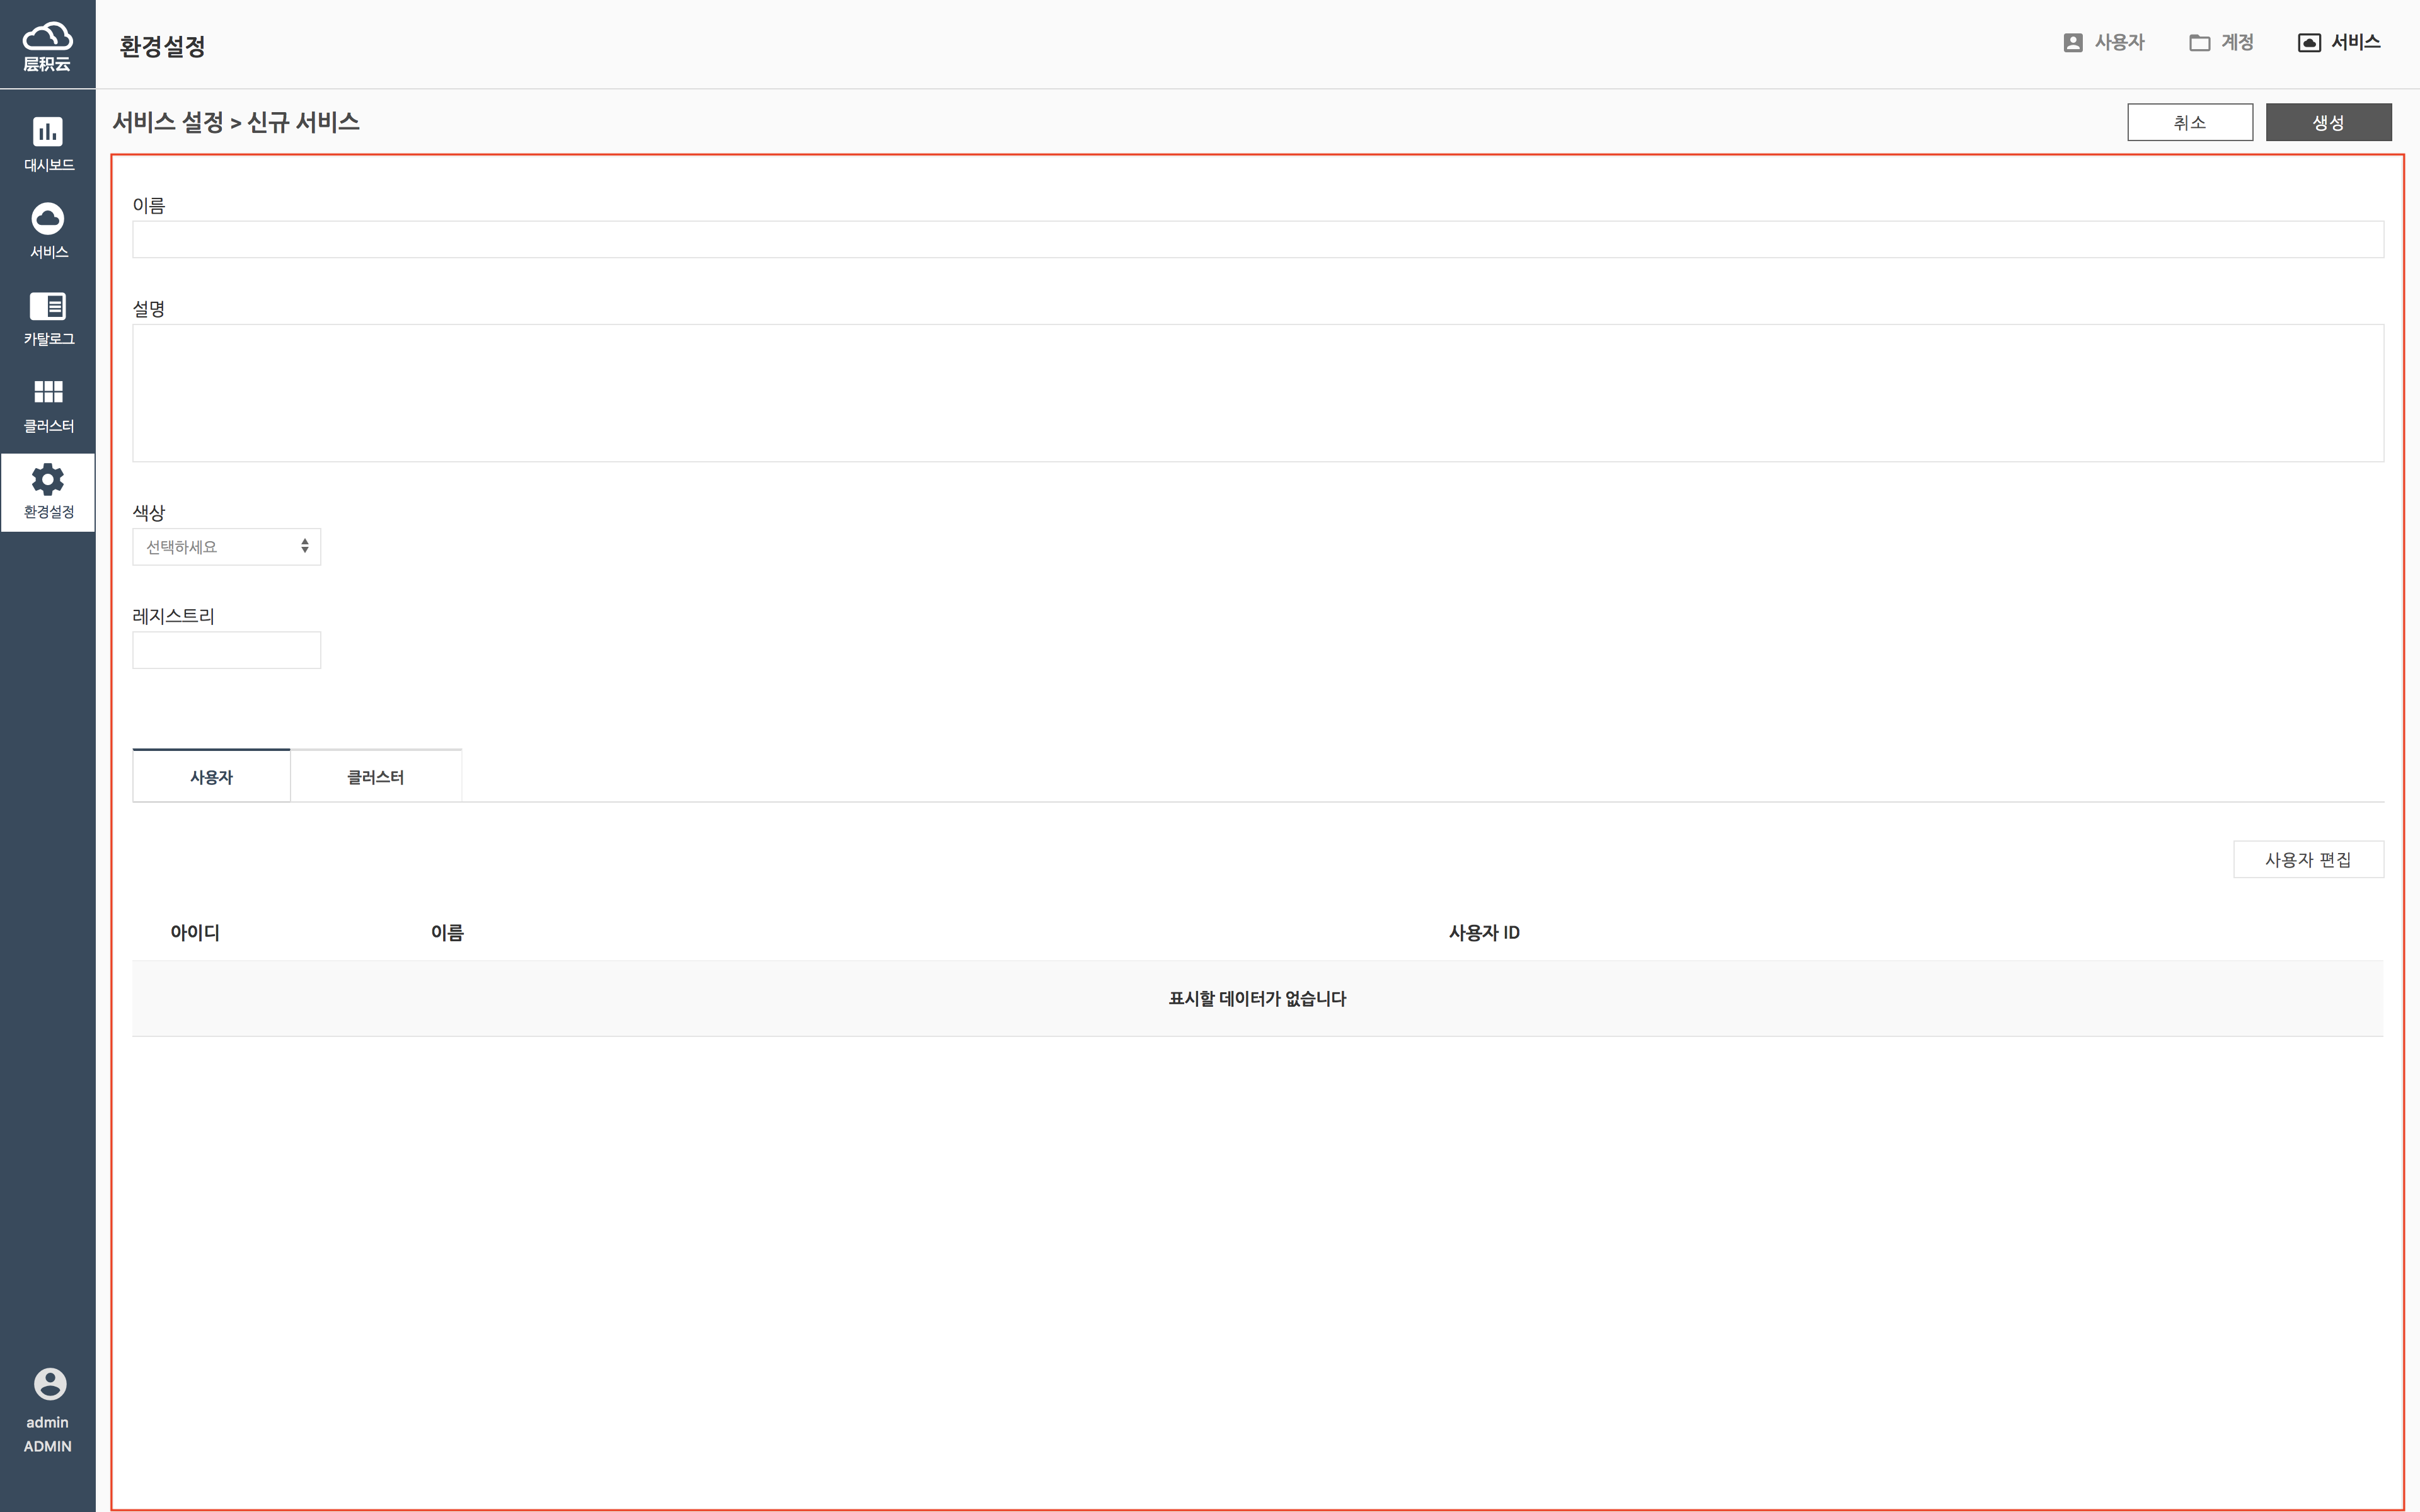 层积云
환경설정
사용자
계정
서비스
대시보드
서비스
카탈로그
클러스터
환경설정
admin
ADMIN
서비스 설정 > 신규 서비스
취소
생성
이름
설명
색상
선택하세요
레지스트리
사용자
클러스터
사용자 편집
아이디 이름 사용자 ID
표시할 데이터가 없습니다